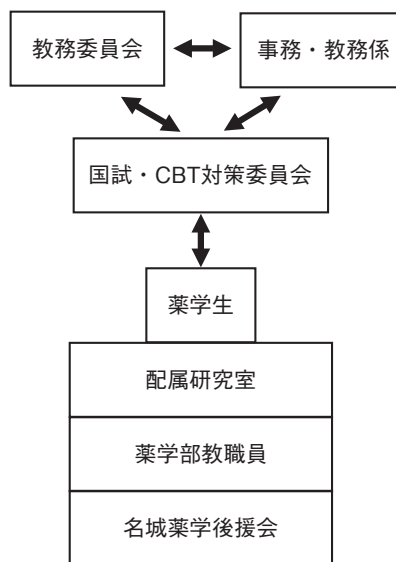 教務委員会
事務・教務係
国試・CBT対策委員会
薬学生
配属研究室
薬学部教職員
名城薬学後援会